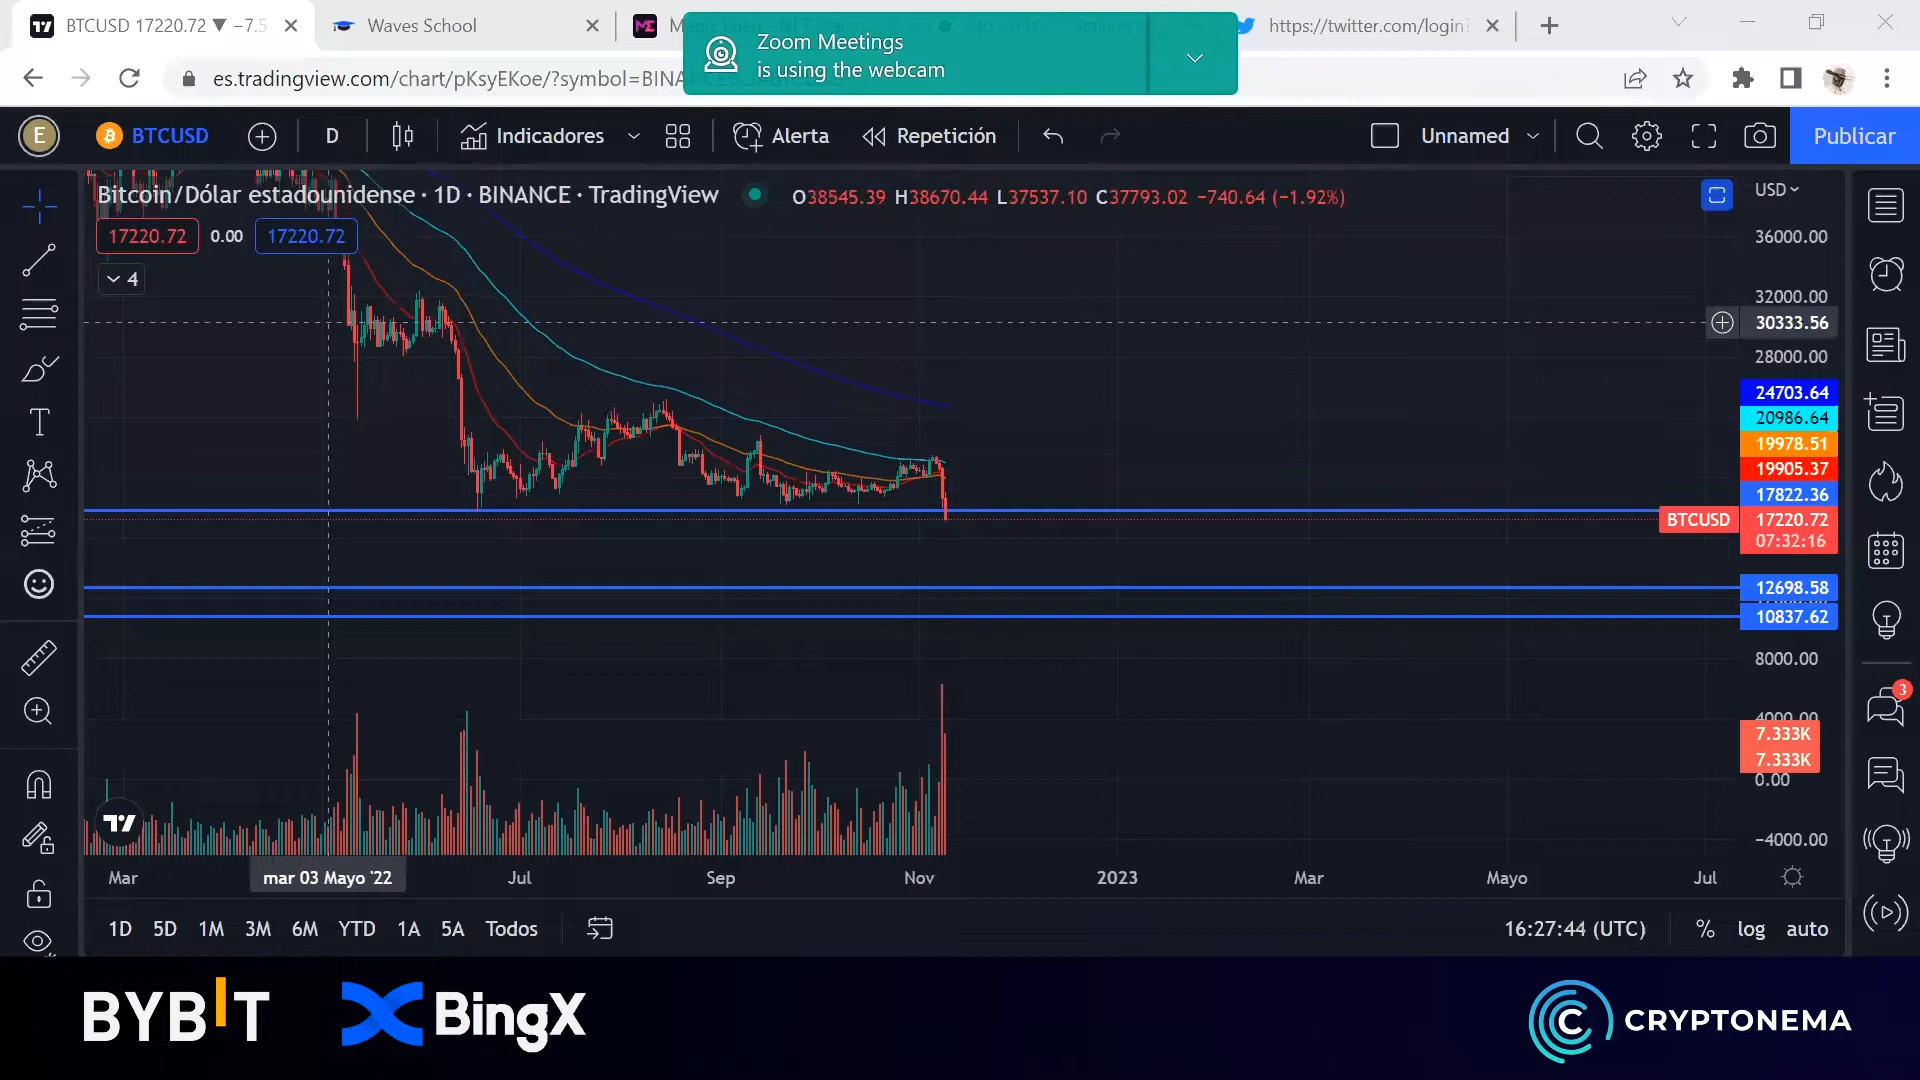 BTCUSD 17220.72 ▼ −7.5
Waves School
https://twitter.com/login?
Zoom Meetings
is using the webcam
es.tradingview.com/chart/pKsyEKoe/?symbol=BINA
E
BTCUSD
D
Indicadores
Alerta
Repetición
Unnamed
Publicar
Bitcoin/Dólar estadounidense · 1D · BINANCE · TradingView
O38545.39 H38670.44 L37537.10 C37793.02 −740.64 (−1.92%)
USD
17220.72
0.00
17220.72
4
36000.00
32000.00
30333.56
28000.00
24703.64
20986.64
19978.51
19905.37
17822.36
BTCUSD
17220.72
07:32:16
12698.58
10837.62
8000.00
4000.00
7.333K
7.333K
0.00
−4000.00
3
Mar
mar 03 Mayo '22
Jul
Sep
Nov
2023
Mar
Mayo
Jul
1D
5D
1M
3M
6M
YTD
1A
5A
Todos
16:27:44 (UTC)
%
log
auto
BYBIT
BingX
CRYPTONEMA